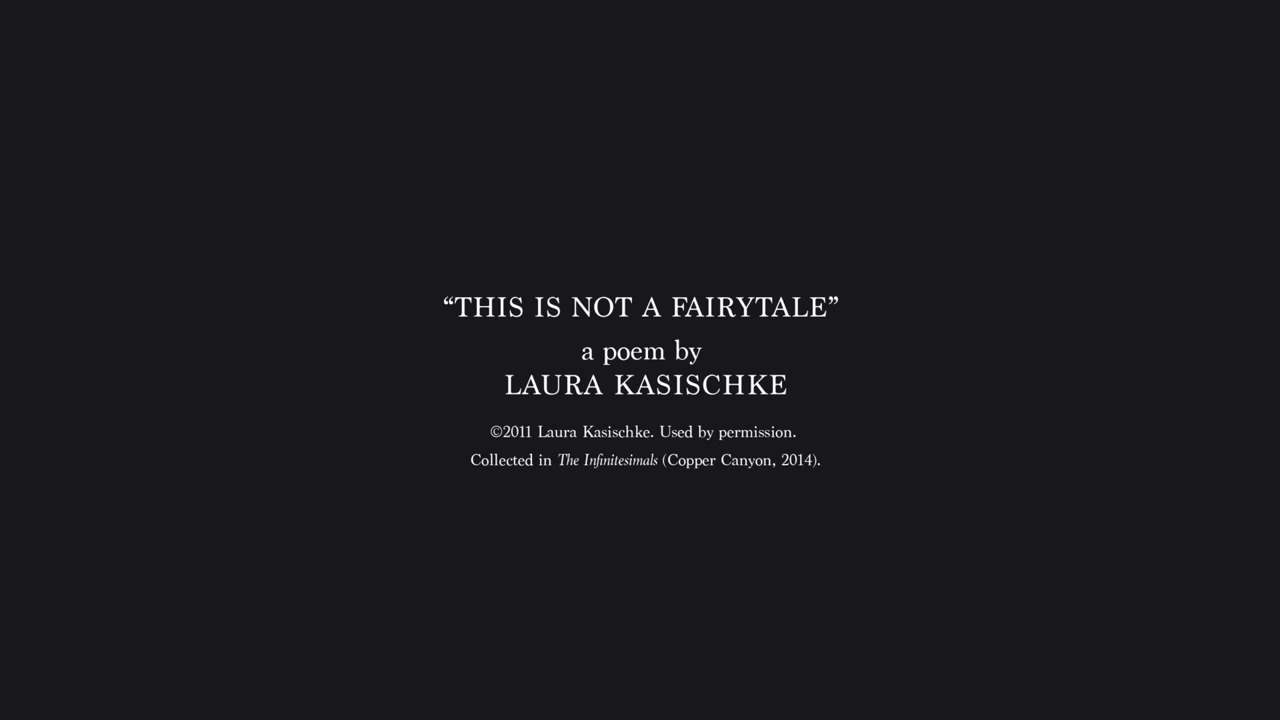 “THIS IS NOT A FAIRYTALE”
a poem by
LAURA KASISCHKE
©2011 Laura Kasischke. Used by permission.
Collected in The Infinitesimals (Copper Canyon, 2014).